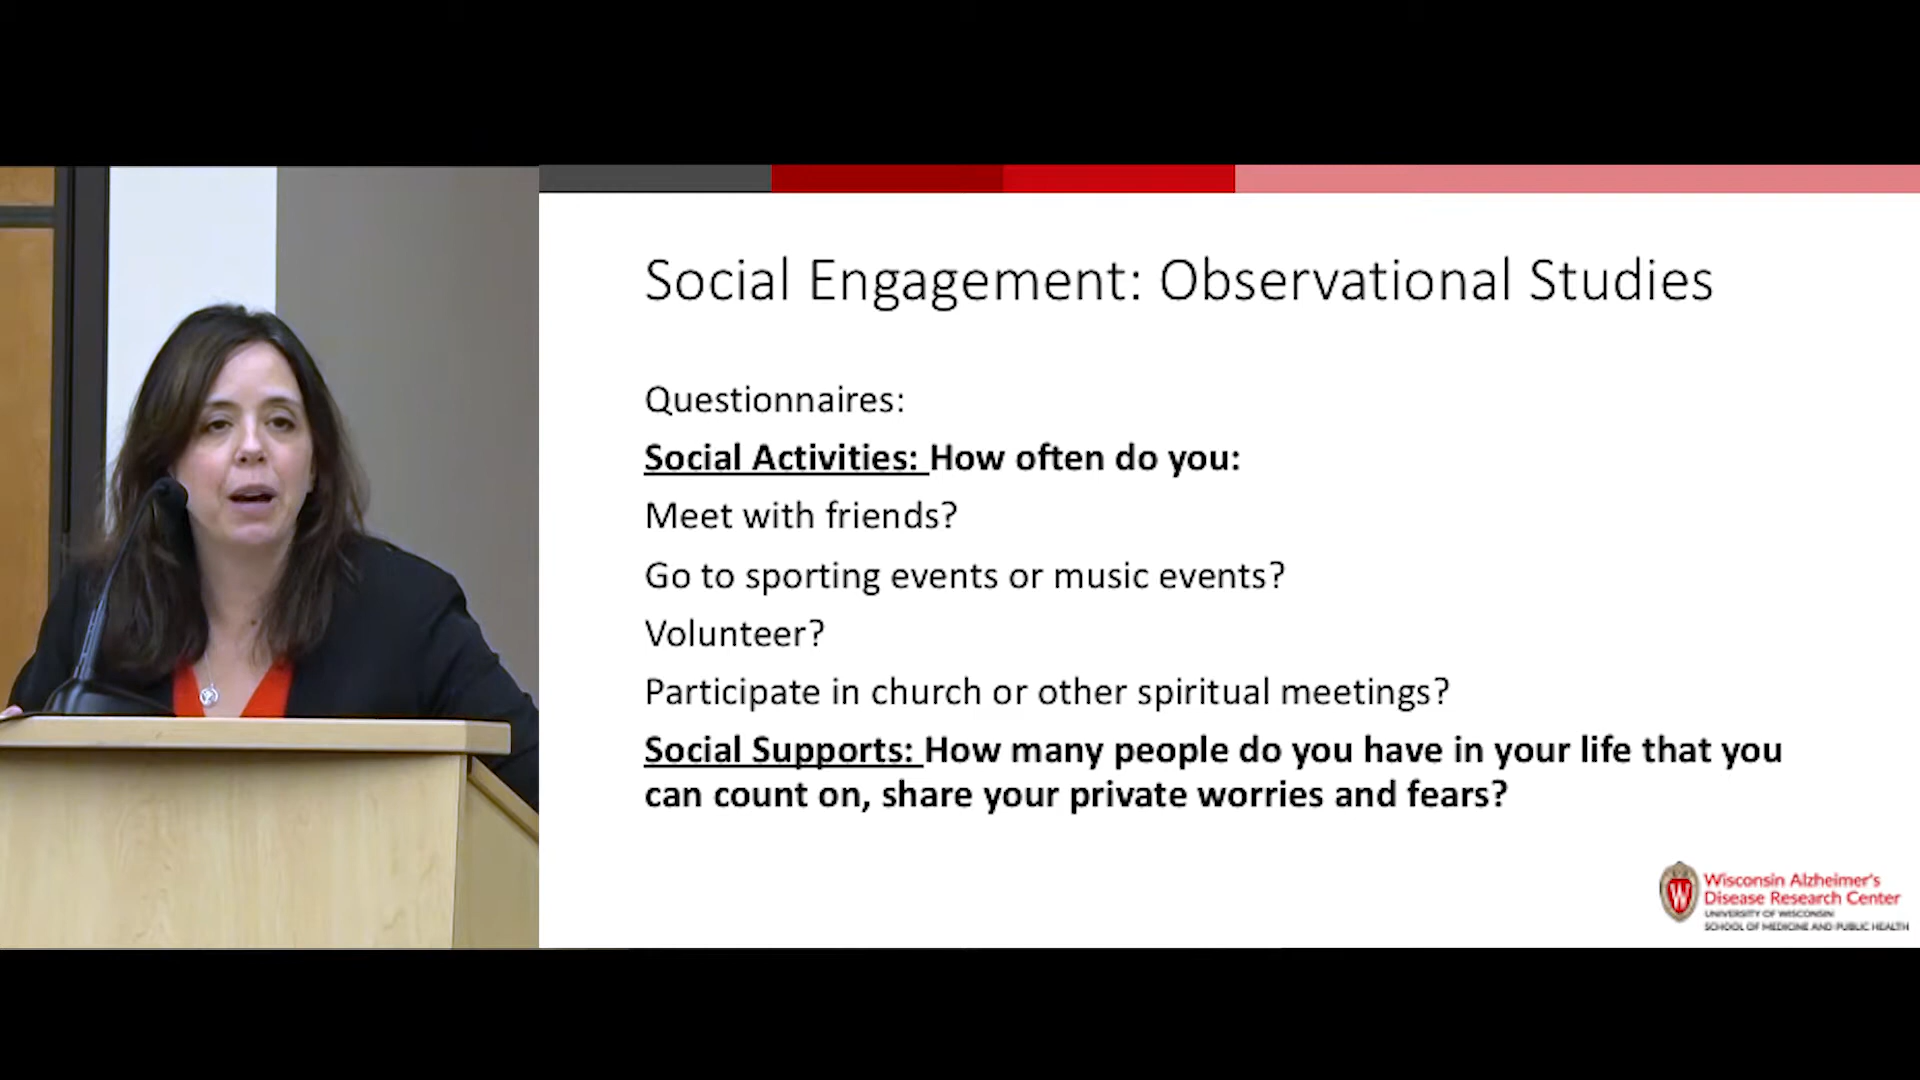 Social Engagement: Observational Studies
Questionnaires:
Social Activities: How often do you:
Meet with friends?
Go to sporting events or music events?
Volunteer?
Participate in church or other spiritual meetings?
Social Supports: How many people do you have in your life that you
can count on, share your private worries and fears?
W
Wisconsin Alzheimer's
Disease Research Center
UNIVERSITY OF WISCONSIN
SCHOOL OF MEDICINE AND PUBLIC HEALTH